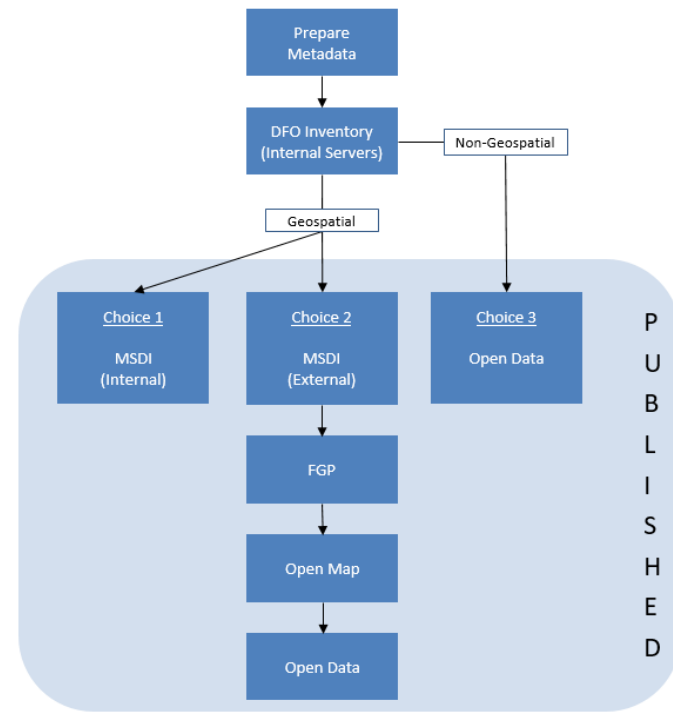 Prepare
Metadata
DFO Inventory
(Internal Servers)
Non-Geospatial
Geospatial
Choice 1
MSDI
(Internal)
Choice 2
MSDI
(External)
Choice 3
Open Data
FGP
Open Map
Open Data
P
U
B
L
I
S
H
E
D